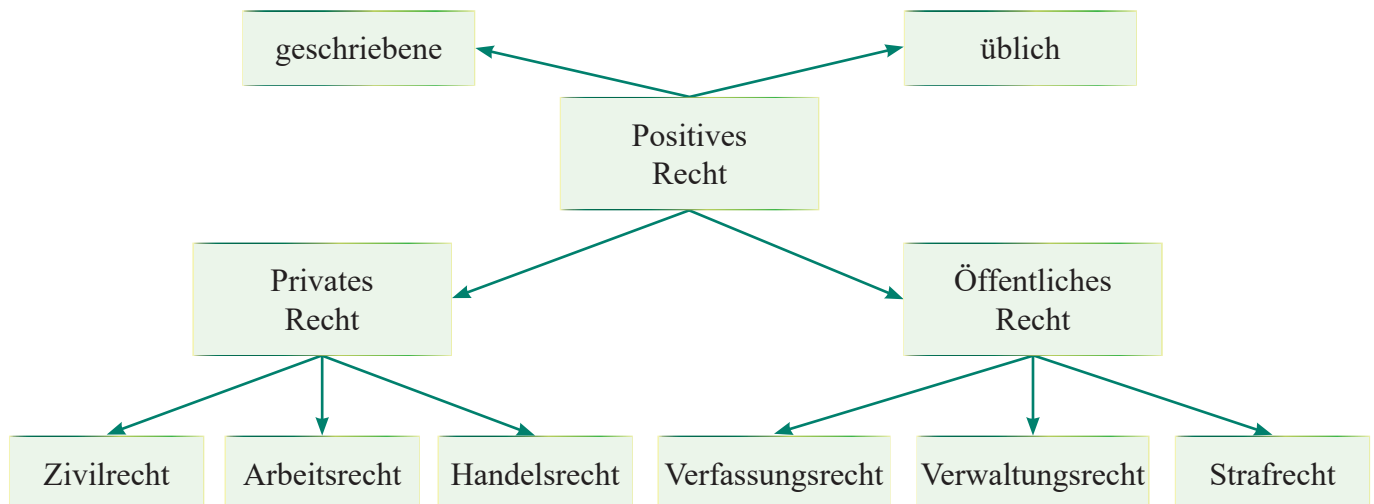 geschriebene
üblich
Positives
Recht
Privates
Recht
Öffentliches
Recht
Zivilrecht
Arbeitsrecht
Handelsrecht
Verfassungsrecht
Verwaltungsrecht
Strafrecht